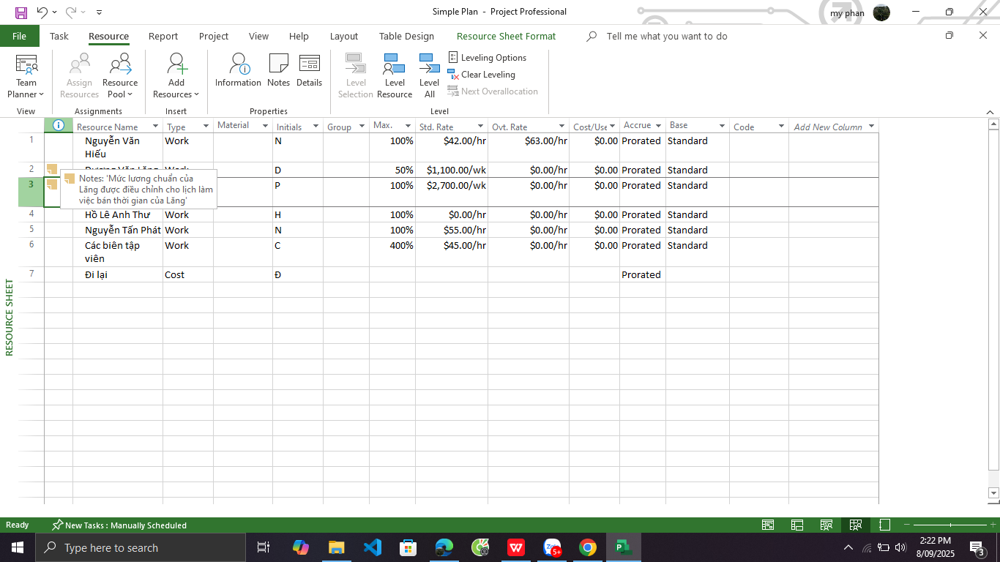 Simple Plan - Project Professional
my phan
File Task Resource Report Project View Help Layout Table Design Resource Sheet Format Tell me what you want to do
Team Planner
Assign Resources
Resource Pool
Add Resources
Information
Notes
Details
Level Selection
Level Resource
Level All
Leveling Options
Clear Leveling
Next Overallocation
View Assignments Insert Properties Level
Resource Name Type Material Initials Group Max. Std. Rate Ovt. Rate Cost/Use Accrue Base Code Add New Column
1 Nguyễn Văn Hiếu Work N 100% $42.00/hr $63.00/hr $0.00 Prorated Standard
2 Dương Văn Lăng Work D 50% $1,100.00/wk $0.00/hr $0.00 Prorated Standard
3 P 100% $2,700.00/wk $0.00/hr $0.00 Prorated Standard
Notes: 'Mức lương chuẩn của
Lăng được điều chỉnh cho lịch làm
việc bán thời gian của Lăng'
4 Hồ Lê Anh Thư Work H 100% $0.00/hr $0.00/hr $0.00 Prorated Standard
5 Nguyễn Tấn Phát Work N 100% $55.00/hr $0.00/hr $0.00 Prorated Standard
6 Các biên tập viên Work C 400% $45.00/hr $0.00/hr $0.00 Prorated Standard
7 Đi lại Cost Đ Prorated
RESOURCE SHEET
Ready New Tasks : Manually Scheduled
Type here to search
Zalo
5+
2:22 PM
8/09/2025
3